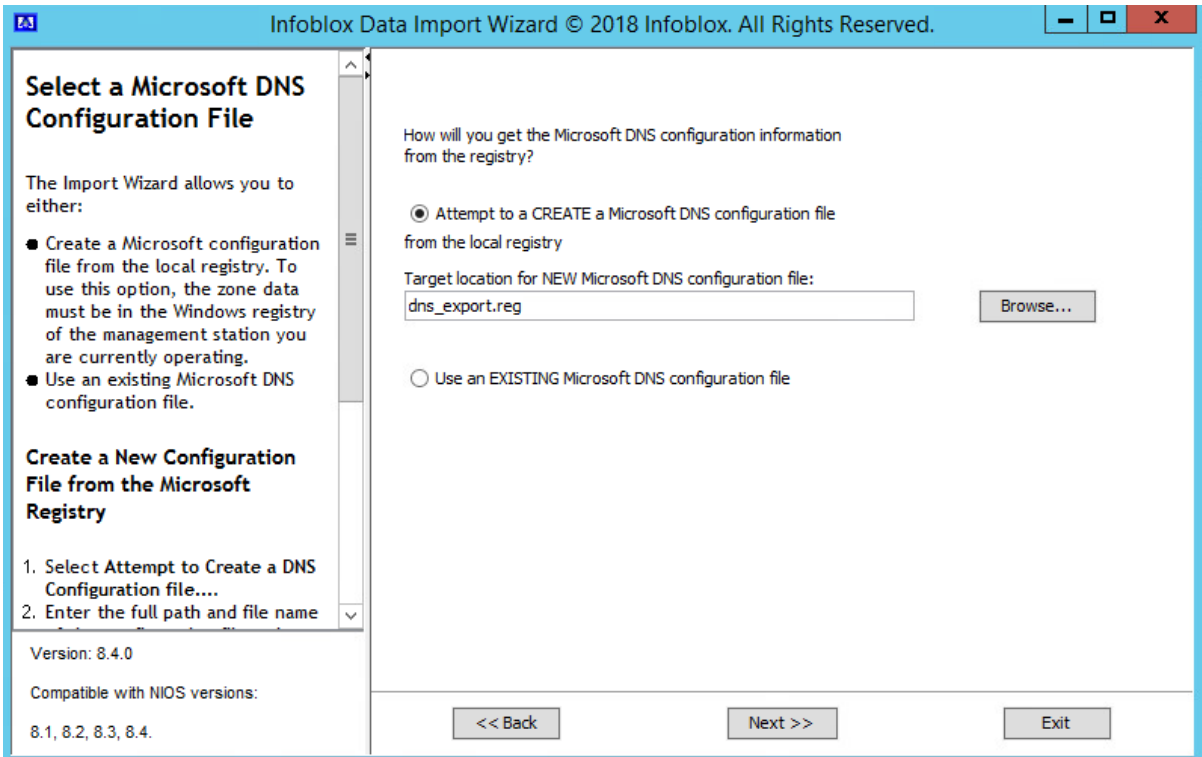 Infoblox Data Import Wizard © 2018 Infoblox. All Rights Reserved.
Select a Microsoft DNS
Configuration File
The Import Wizard allows you to
either:
Create a Microsoft configuration
file from the local registry. To
use this option, the zone data
must be in the Windows registry
of the management station you
are currently operating.
Use an existing Microsoft DNS
configuration file.
Create a New Configuration
File from the Microsoft
Registry
1. Select Attempt to Create a DNS
Configuration file....
2. Enter the full path and file name
Version: 8.4.0
Compatible with NIOS versions:
8.1, 8.2, 8.3, 8.4.
How will you get the Microsoft DNS configuration information
from the registry?
Attempt to a CREATE a Microsoft DNS configuration file
from the local registry
Target location for NEW Microsoft DNS configuration file:
dns_export.reg
Browse...
Use an EXISTING Microsoft DNS configuration file
<< Back
Next >>
Exit